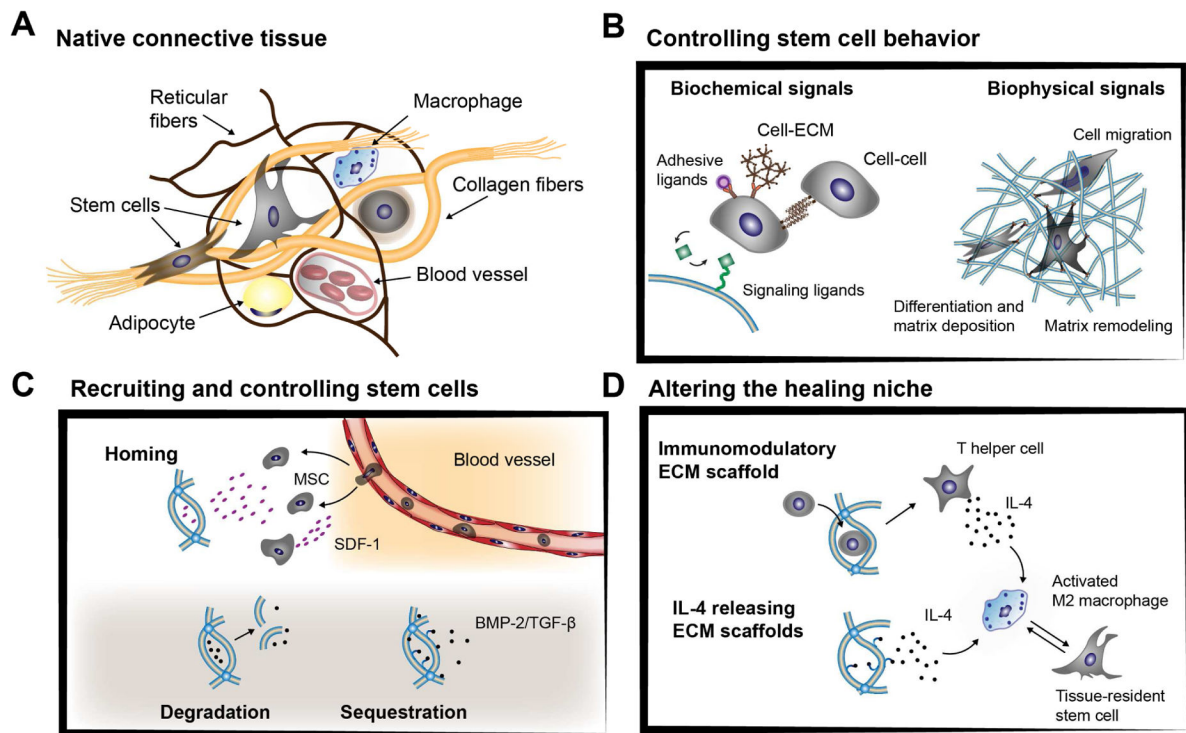 A
Native connective tissue
Reticular
fibers
Macrophage
Stem cells
Collagen fibers
Blood vessel
Adipocyte
B
Controlling stem cell behavior
Biochemical signals
Biophysical signals
Cell-ECM
Cell migration
Adhesive
ligands
Cell-cell
Signaling ligands
Differentiation and
matrix deposition
Matrix remodeling
C
Recruiting and controlling stem cells
Homing
MSC
Blood vessel
SDF-1
BMP-2/TGF-β
Degradation
Sequestration
D
Altering the healing niche
Immunomodulatory
ECM scaffold
T helper cell
IL-4
Activated
M2 macrophage
IL-4 releasing
ECM scaffolds
IL-4
Tissue-resident
stem cell